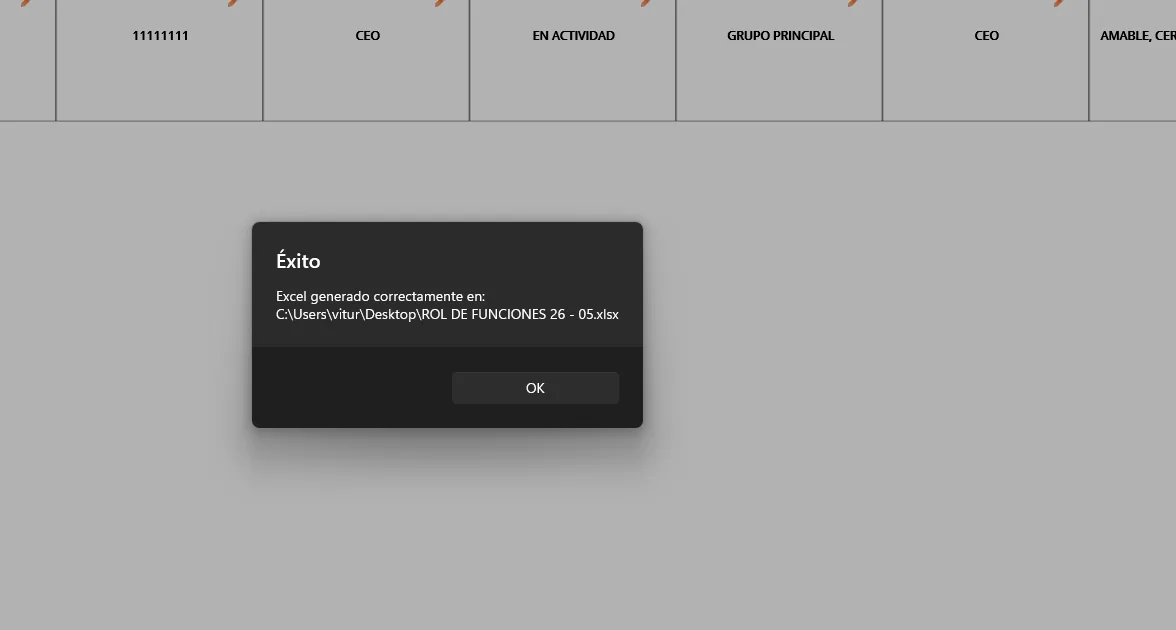 11111111 CEO EN ACTIVIDAD GRUPO PRINCIPAL CEO AMABLE,
Éxito
Excel generado correctamente en:
C:\Users\vitur\Desktop\ROL DE FUNCIONES 26 - 05.xlsx
OK